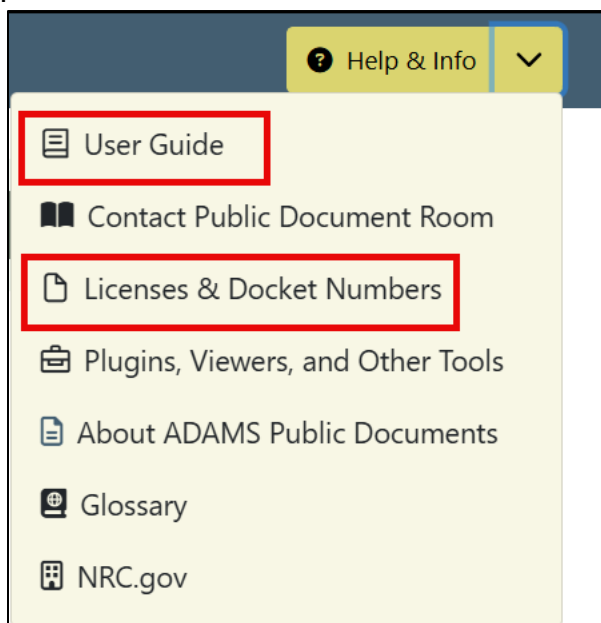 Help & Info
User Guide
Contact Public Document Room
Licenses & Docket Numbers
Plugins, Viewers, and Other Tools
About ADAMS Public Documents
Glossary
NRC.gov